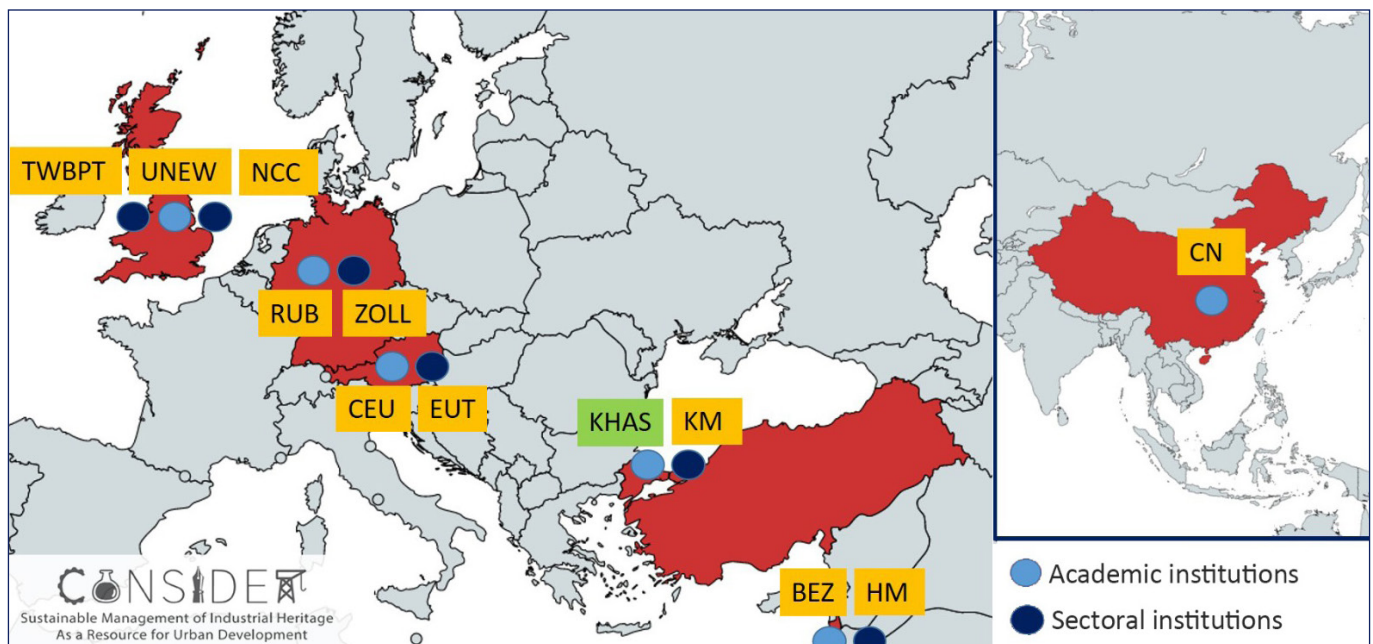 TWBPT
UNEW
NCC
RUB
ZOLL
CEU
EUT
KHAS
KM
BEZ
HM
CN
CONSIDER
Sustainable Management of Industrial Heritage
As a Resource for Urban Development
Academic institutions
Sectoral institutions